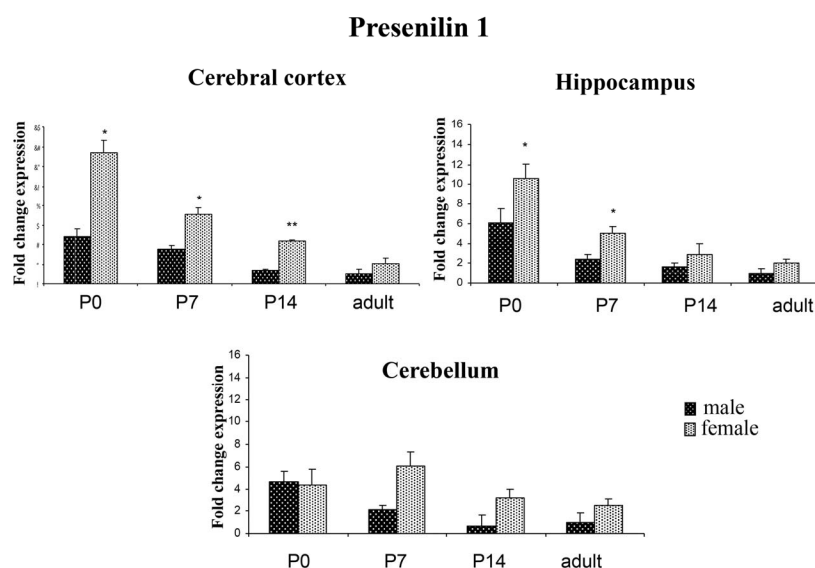 Presenilin 1
Cerebral cortex
Fold change expression
*
*
**
P0 P7 P14 adult
Hippocampus
Fold change expression
16
14
12
10
8
6
4
2
0
*
*
P0 P7 P14 adult
Cerebellum
Fold change expression
16
14
12
10
8
6
4
2
0
P0 P7 P14 adult
male
female